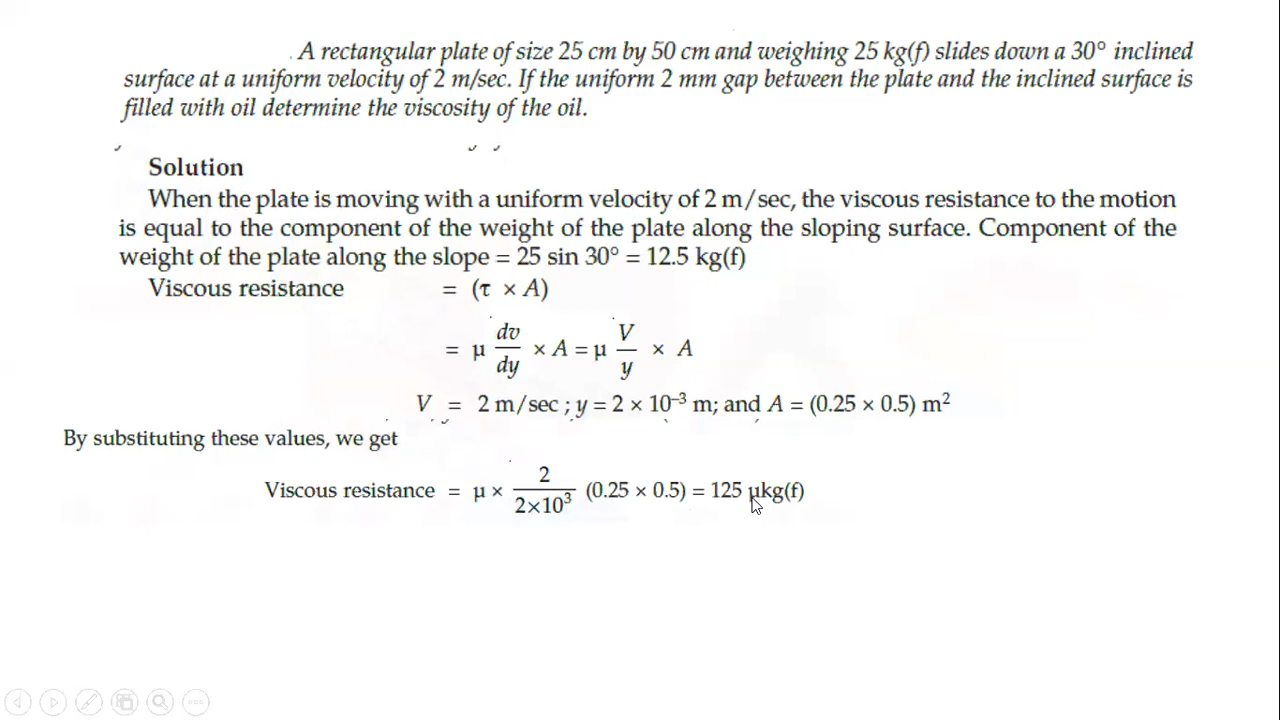 A rectangular plate of size 25 cm by 50 cm and weighing 25 kg(f) slides down a 30° inclined
surface at a uniform velocity of 2 m/sec. If the uniform 2 mm gap between the plate and the inclined surface is
filled with oil determine the viscosity of the oil.
Solution
When the plate is moving with a uniform velocity of 2 m/sec, the viscous resistance to the motion
is equal to the component of the weight of the plate along the sloping surface. Component of the
weight of the plate along the slope = 25 sin 30° = 12.5 kg(f)
Viscous resistance = (τ × A)
= μ dv/dy × A = μ V/y × A
V = 2 m/sec ; y = 2 × 10⁻³ m; and A = (0.25 × 0.5) m²
By substituting these values, we get
Viscous resistance = μ × 2/2×10³ (0.25 × 0.5) = 125 μkg(f)